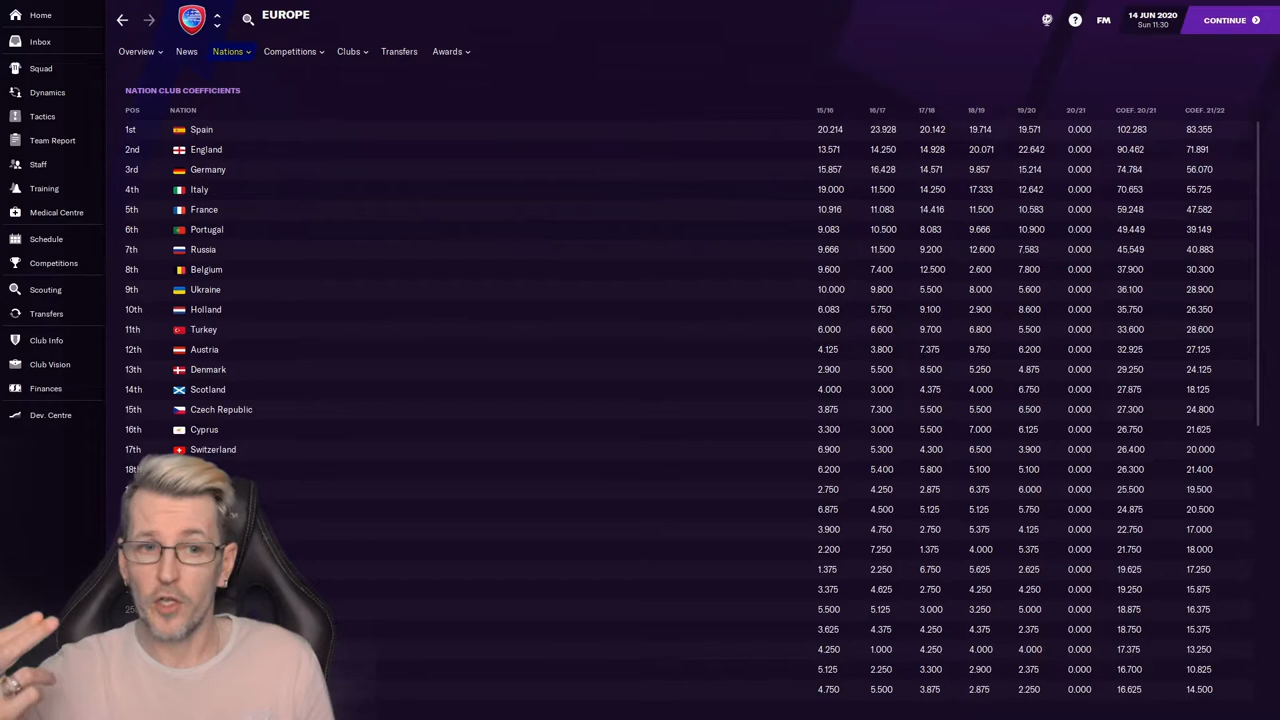 Home
EUROPE
FM
14 JUN 2020
Sun 11:30
CONTINUE
Inbox
Overview News Nations Competitions Clubs Transfers Awards
Squad
Dynamics
Tactics
Team Report
Staff
Training
Medical Centre
Schedule
Competitions
Scouting
Transfers
Club Info
Club Vision
Finances
Dev. Centre
NATION CLUB COEFFICIENTS
POS NATION 15/16 16/17 17/18 18/19 19/20 20/21 COEF. 20/21 COEF. 21/22
1st Spain 20.214 23.928 20.142 19.714 19.571 0.000 102.283 83.355
2nd England 13.571 14.250 14.928 20.071 22.642 0.000 90.462 71.891
3rd Germany 15.857 16.428 14.571 9.857 15.214 0.000 74.784 56.070
4th Italy 19.000 11.500 14.250 17.333 12.642 0.000 70.653 55.725
5th France 10.916 11.083 14.416 11.500 10.583 0.000 59.248 47.582
6th Portugal 9.083 10.500 8.083 9.666 10.900 0.000 49.449 39.149
7th Russia 9.666 11.500 9.200 12.600 7.583 0.000 45.549 40.883
8th Belgium 9.600 7.400 12.500 2.600 7.800 0.000 37.900 30.300
9th Ukraine 10.000 9.800 5.500 8.000 5.600 0.000 36.100 28.900
10th Holland 6.083 5.750 9.100 2.900 8.600 0.000 35.750 26.350
11th Turkey 6.000 6.600 9.700 6.800 5.500 0.000 33.600 28.600
12th Austria 4.125 3.800 7.375 9.750 6.200 0.000 32.925 27.125
13th Denmark 2.900 5.500 8.500 5.250 4.875 0.000 29.250 24.125
14th Scotland 4.000 3.000 4.375 4.000 6.750 0.000 27.875 18.125
15th Czech Republic 3.875 7.300 5.500 5.500 6.500 0.000 27.300 24.800
16th Cyprus 3.300 3.000 5.500 7.000 6.125 0.000 26.750 21.625
17th Switzerland 6.900 5.300 4.300 6.500 3.900 0.000 26.400 20.000
18th 6.200 5.400 5.800 5.100 5.100 0.000 26.300 21.400
2.750 4.250 2.875 6.375 6.000 0.000 25.500 19.500
6.875 4.500 5.125 5.125 5.750 0.000 24.875 20.500
3.900 4.750 2.750 5.375 4.125 0.000 22.750 17.000
2.200 7.250 1.375 4.000 5.375 0.000 21.750 18.000
1.375 2.250 6.750 5.625 2.625 0.000 19.625 17.250
3.375 4.625 2.750 4.250 4.250 0.000 19.250 15.875
5.500 5.125 3.000 3.250 5.000 0.000 18.875 16.375
3.625 4.375 4.250 4.375 2.375 0.000 18.750 15.375
4.250 1.000 4.250 4.000 4.000 0.000 17.375 13.250
5.125 2.250 3.300 2.900 2.375 0.000 16.700 10.825
4.750 5.500 3.875 2.875 2.250 0.000 16.625 14.500